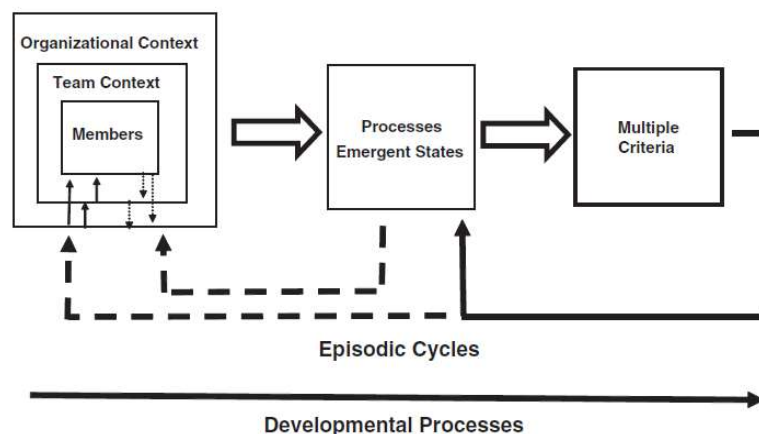 Organizational Context
Team Context
Members
Processes
Emergent States
Multiple
Criteria
Episodic Cycles
Developmental Processes